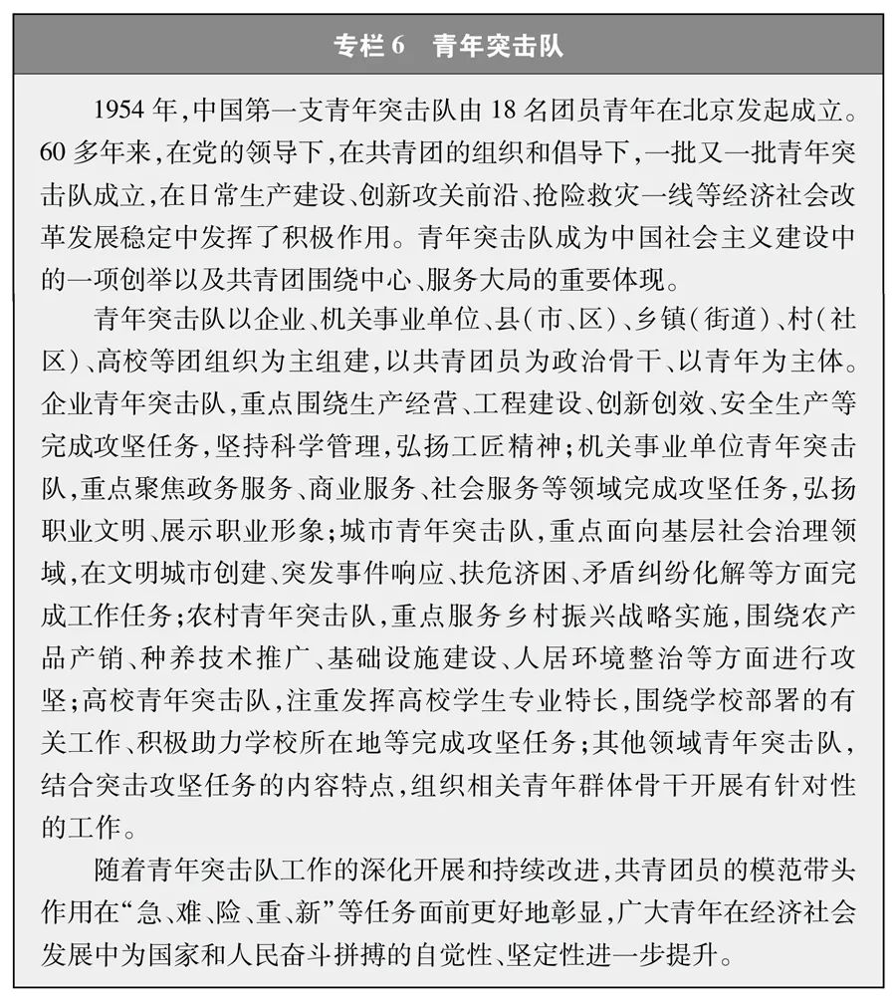 专栏6 青年突击队
1954年,中国第一支青年突击队由18名团员青年在北京发起成立。
60多年来,在党的领导下,在共青团的组织和倡导下,一批又一批青年突
击队成立,在日常生产建设、创新攻关前沿、抢险救灾一线等经济社会改
革发展稳定中发挥了积极作用。青年突击队成为中国社会主义建设中
的一项创举以及共青团围绕中心、服务大局的重要体现。
青年突击队以企业、机关事业单位、县(市、区)、乡镇(街道)、村(社
区)、高校等团组织为主组建,以共青团员为政治骨干、以青年为主体。
企业青年突击队,重点围绕生产经营、工程建设、创新创效、安全生产等
完成攻坚任务,坚持科学管理,弘扬工匠精神;机关事业单位青年突击
队,重点聚焦政务服务、商业服务、社会服务等领域完成攻坚任务,弘扬
职业文明、展示职业形象;城市青年突击队,重点面向基层社会治理领
域,在文明城市创建、突发事件响应、扶危济困、矛盾纠纷化解等方面完
成工作任务;农村青年突击队,重点服务乡村振兴战略实施,围绕农产
品产销、种养技术推广、基础设施建设、人居环境整治等方面进行攻
坚;高校青年突击队,注重发挥高校学生专业特长,围绕学校部署的有
关工作、积极助力学校所在地等完成攻坚任务;其他领域青年突击队,
结合突击攻坚任务的内容特点,组织相关青年群体骨干开展有针对性
的工作。
随着青年突击队工作的深化开展和持续改进,共青团员的模范带头
作用在“急、难、险、重、新”等任务面前更好地彰显,广大青年在经济社会
发展中为国家和人民奋斗拼搏的自觉性、坚定性进一步提升。